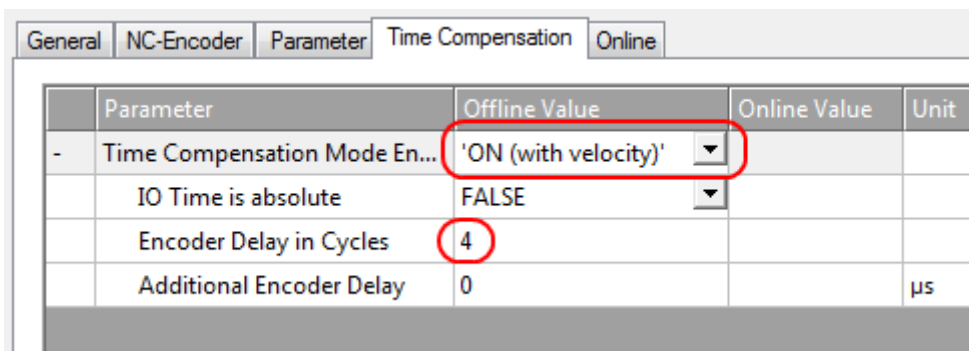 General NC-Encoder Parameter Time Compensation Online
Parameter Offline Value Online Value Unit
- Time Compensation Mode En... 'ON (with velocity)'
IO Time is absolute FALSE
Encoder Delay in Cycles 4
Additional Encoder Delay 0 µs